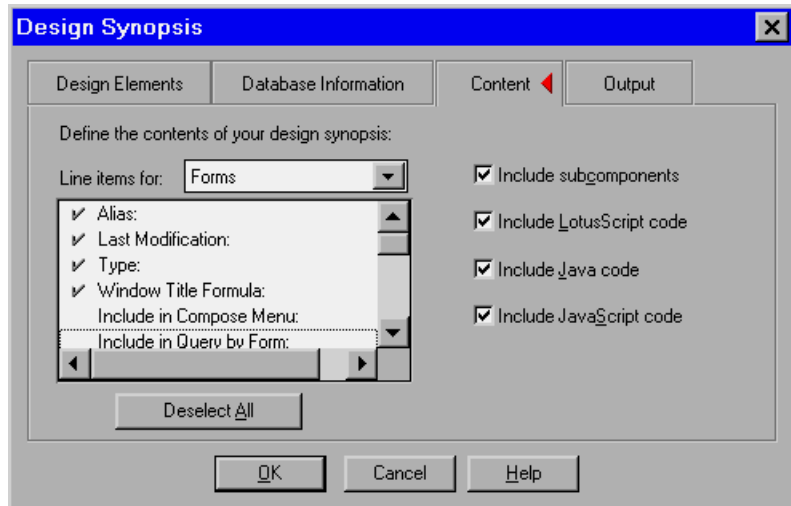 Design Synopsis
Design Elements
Database Information
Content
Output
Define the contents of your design synopsis:
Line items for: Forms
Alias:
Last Modification:
Type:
Window Title Formula:
Include in Compose Menu:
Include in Query by Form:
Deselect All
Include subcomponents
Include LotusScript code
Include Java code
Include JavaScript code
OK
Cancel
Help